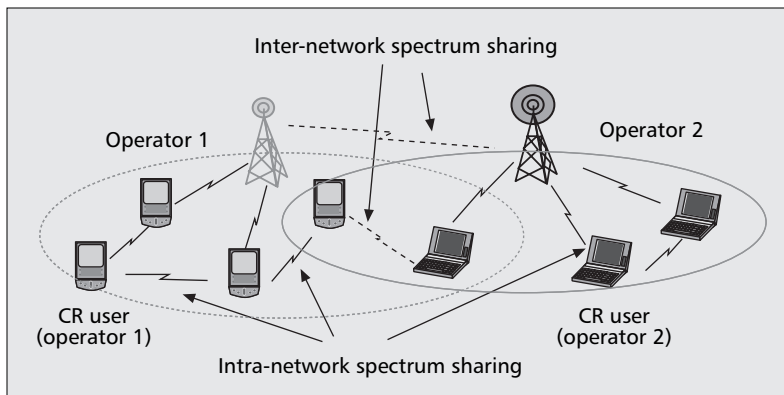 Inter-network spectrum sharing
Operator 1
Operator 2
CR user
(operator 1)
CR user
(operator 2)
Intra-network spectrum sharing